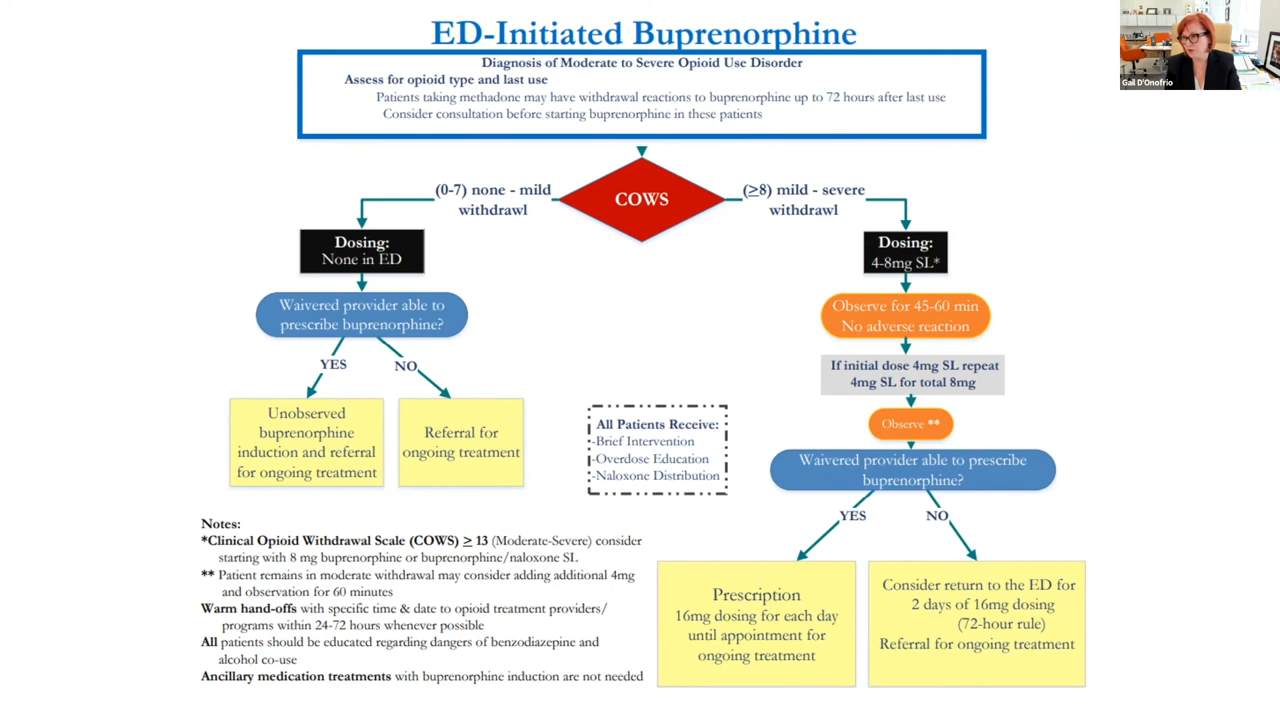 ED-Initiated Buprenorphine
Gail D'Onofrio
Diagnosis of Moderate to Severe Opioid Use Disorder
Assess for opioid type and last use
Patients taking methadone may have withdrawal reactions to buprenorphine up to 72 hours after last use
Consider consultation before starting buprenorphine in these patients
(0-7) none - mild
withdrawl
COWS
(≥8) mild - severe
withdrawl
Dosing:
None in ED
Waivered provider able to
prescribe buprenorphine?
YES
NO
Unobserved
buprenorphine
induction and referral
for ongoing treatment
Referral for
ongoing treatment
Dosing:
4-8mg SL*
Observe for 45-60 min
No adverse reaction
If initial dose 4mg SL repeat
4mg SL for total 8mg
Observe **
Waivered provider able to prescribe
buprenorphine?
YES
NO
Prescription
16mg dosing for each day
until appointment for
ongoing treatment
Consider return to the ED for
2 days of 16mg dosing
(72-hour rule)
Referral for ongoing treatment
All Patients Receive:
-Brief Intervention
-Overdose Education
-Naloxone Distribution
Notes:
*Clinical Opioid Withdrawal Scale (COWS) ≥ 13 (Moderate-Severe) consider
starting with 8 mg buprenorphine or buprenorphine/naloxone SL
** Patient remains in moderate withdrawal may consider adding additional 4mg
and observation for 60 minutes
Warm hand-offs with specific time & date to opioid treatment providers/
programs within 24-72 hours whenever possible
All patients should be educated regarding dangers of benzodiazepine and
alcohol co-use
Ancillary medication treatments with buprenorphine induction are not needed